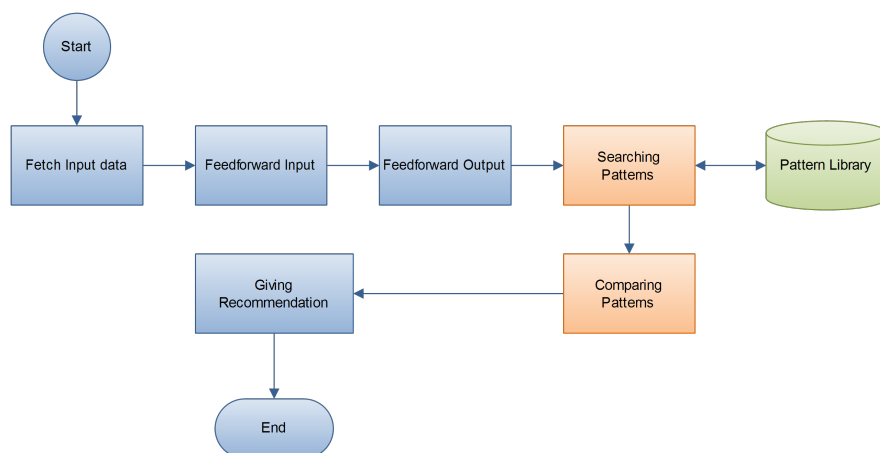 Start
Fetch Input data
Feedforward Input
Feedforward Output
Searching
Patterns
Pattern Library
Giving
Recommendation
Comparing
Patterns
End